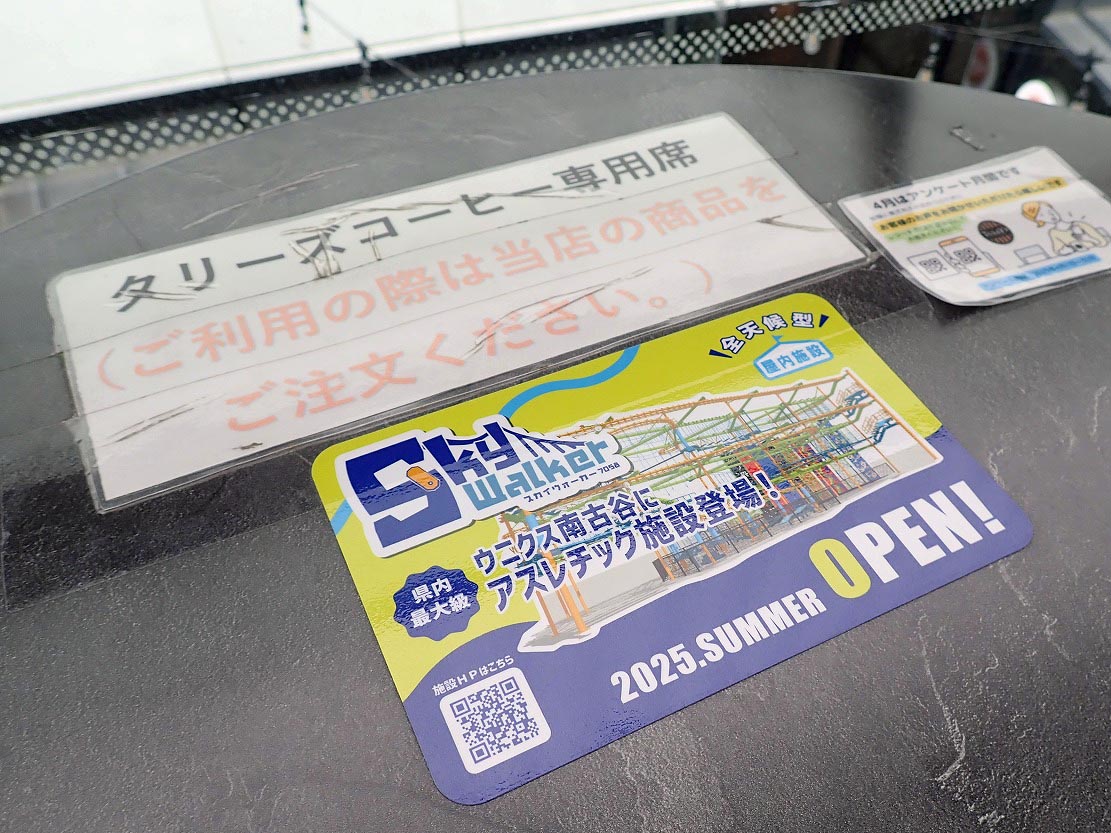 タリーズコーヒー専用席
(ご利用の際は当店の商品を
ご注文ください。)
4月はアンケート月間です
全天候型
屋内施設
Sky
Walker
スカイウォーカー7058
ウニクス南古谷に
アスレチック施設登場!
県内
最大級
2025.SUMMER OPEN!
施設HPはこちら